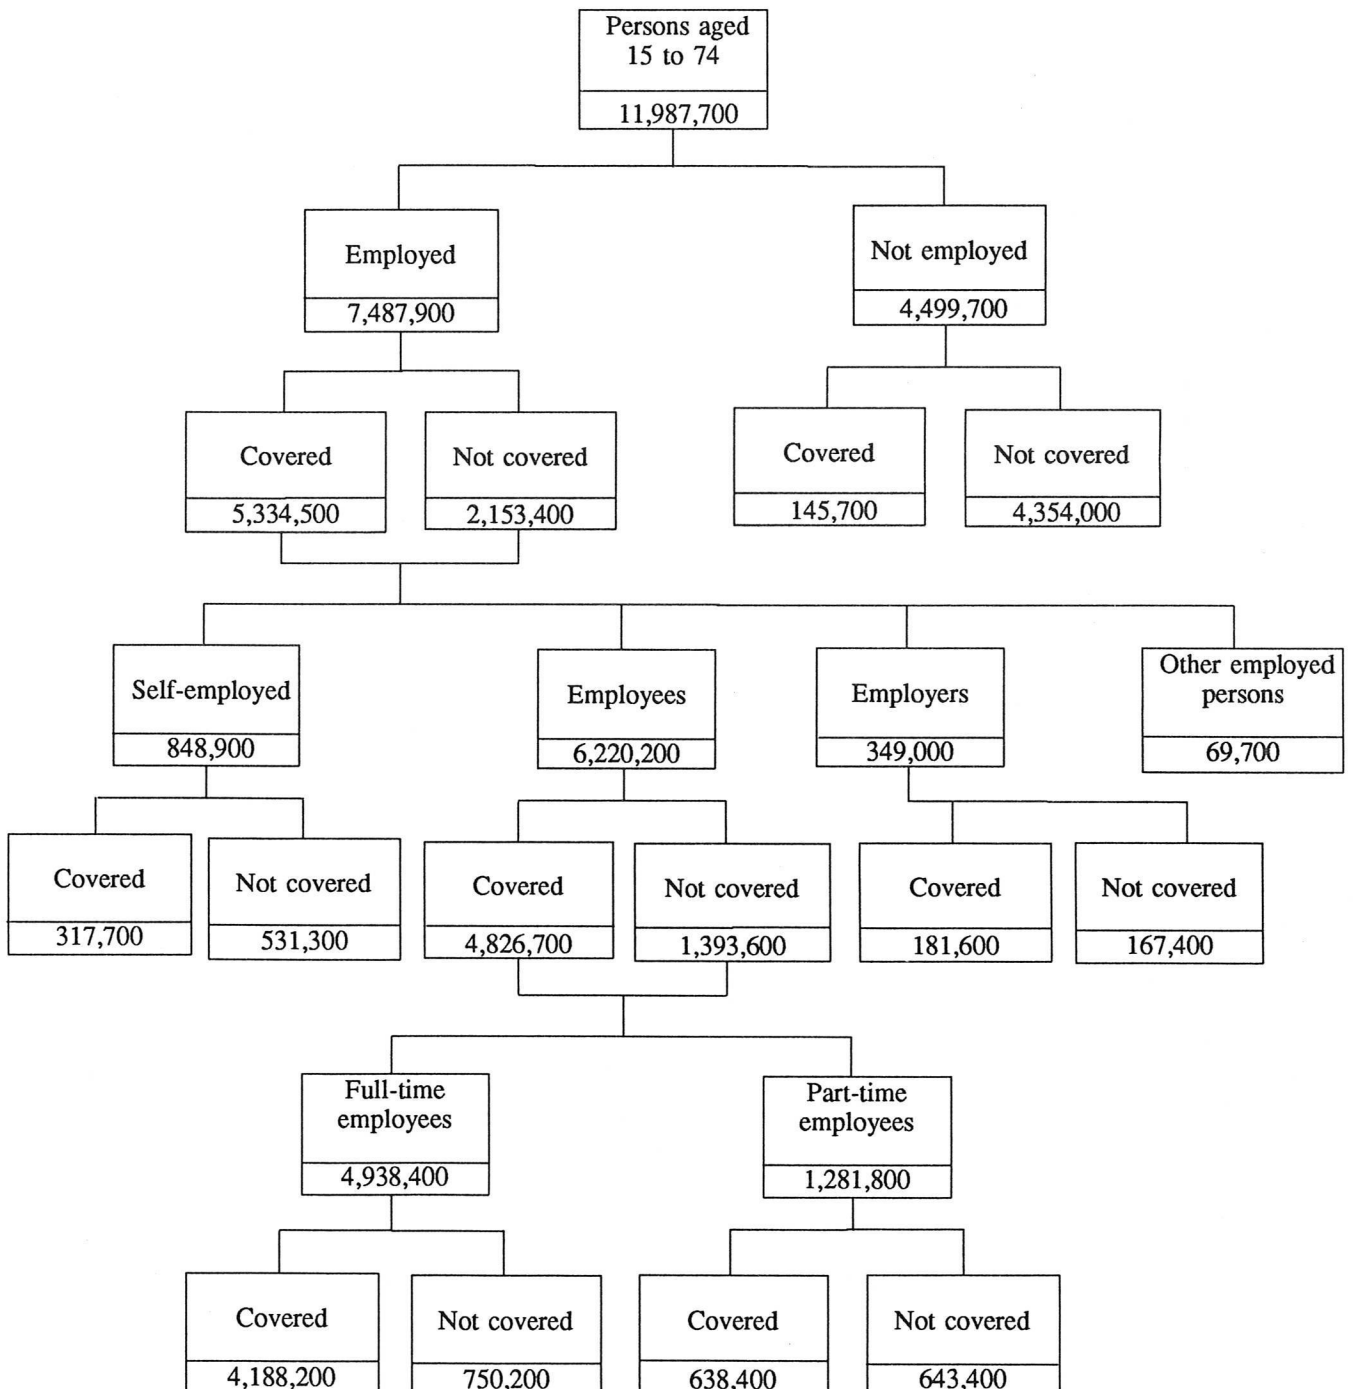 Persons aged
15 to 74
11,987,700
Employed
7,487,900
Not employed
4,499,700
Covered
5,334,500
Not covered
2,153,400
Covered
145,700
Not covered
4,354,000
Self-employed
848,900
Employees
6,220,200
Employers
349,000
Other employed
persons
69,700
Covered
317,700
Not covered
531,300
Covered
4,826,700
Not covered
1,393,600
Covered
181,600
Not covered
167,400
Full-time
employees
4,938,400
Part-time
employees
1,281,800
Covered
4,188,200
Not covered
750,200
Covered
638,400
Not covered
643,400